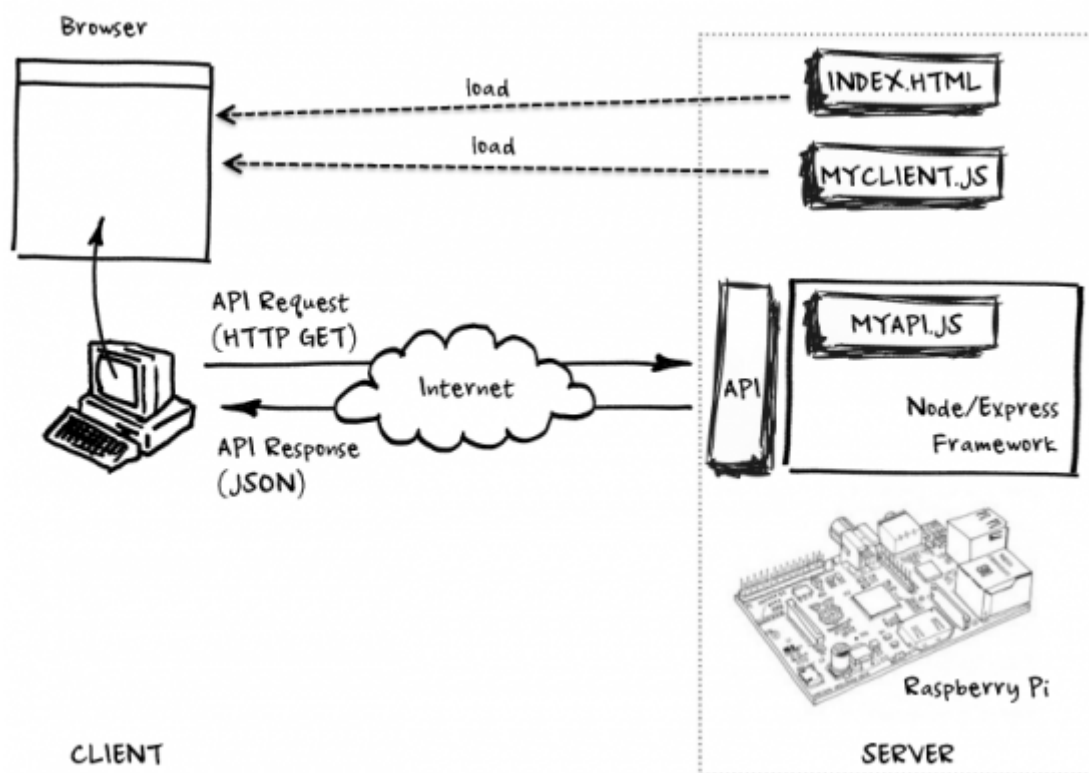 Browser
load
INDEX.HTML
load
MYCLIENT.JS
API Request
(HTTP GET)
Internet
API Response
(JSON)
API
MYAPI.JS
Node/Express
Framework
Raspberry Pi
CLIENT
SERVER